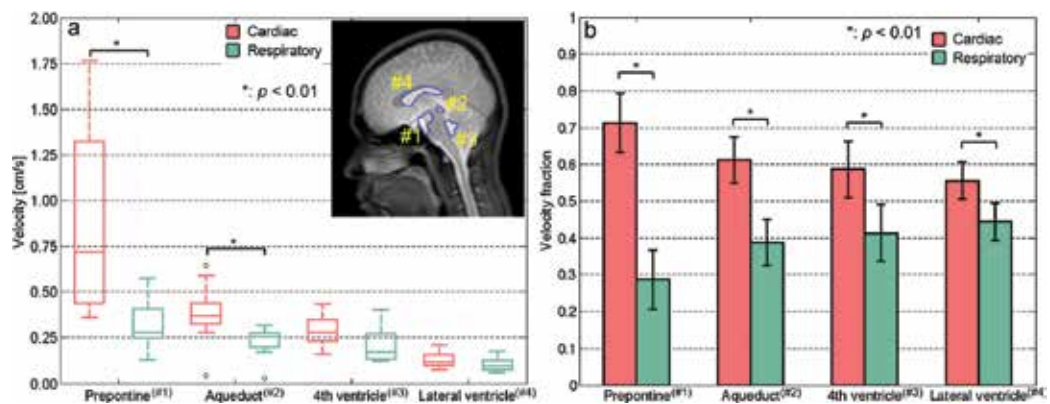 a
2.00
1.75
1.50
1.25
1.00
0.75
0.50
0.25
0.00
Velocity [cm/s]
Cardiac
Respiratory
*
*: p < 0.01
*
#4
#2
#1
#3
Prepontine(#1)
Aqueduct(#2)
4th ventricle(#3)
Lateral ventricle(#4)
b
1
0.9
0.8
0.7
0.6
0.5
0.4
0.3
0.2
0.1
0
Velocity fraction
*: p < 0.01
Cardiac
Respiratory
*
*
*
*
Prepontine(#1)
Aqueduct(#2)
4th ventricle(#3)
Lateral ventricle(#4)